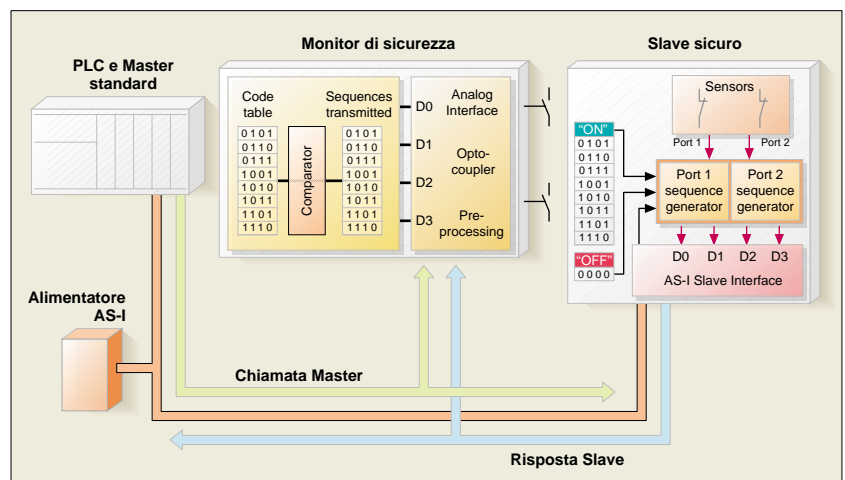 Monitor di sicurezza
Slave sicuro
PLC e Master
standard
Code
table
0101
0110
0111
1001
1010
1011
1101
1110
Comparator
Sequences
transmitted
0101
0110
0111
1001
1010
1011
1101
1110
D0
D1
D2
D3
Analog
Interface
Opto-
coupler
Pre-
processing
Sensors
Port 1
Port 2
"ON"
0101
0110
0111
1001
1010
1011
1101
1110
"OFF"
0000
Port 1
sequence
generator
Port 2
sequence
generator
D0 D1 D2 D3
AS-I Slave Interface
Alimentatore
AS-I
Chiamata Master
Risposta Slave